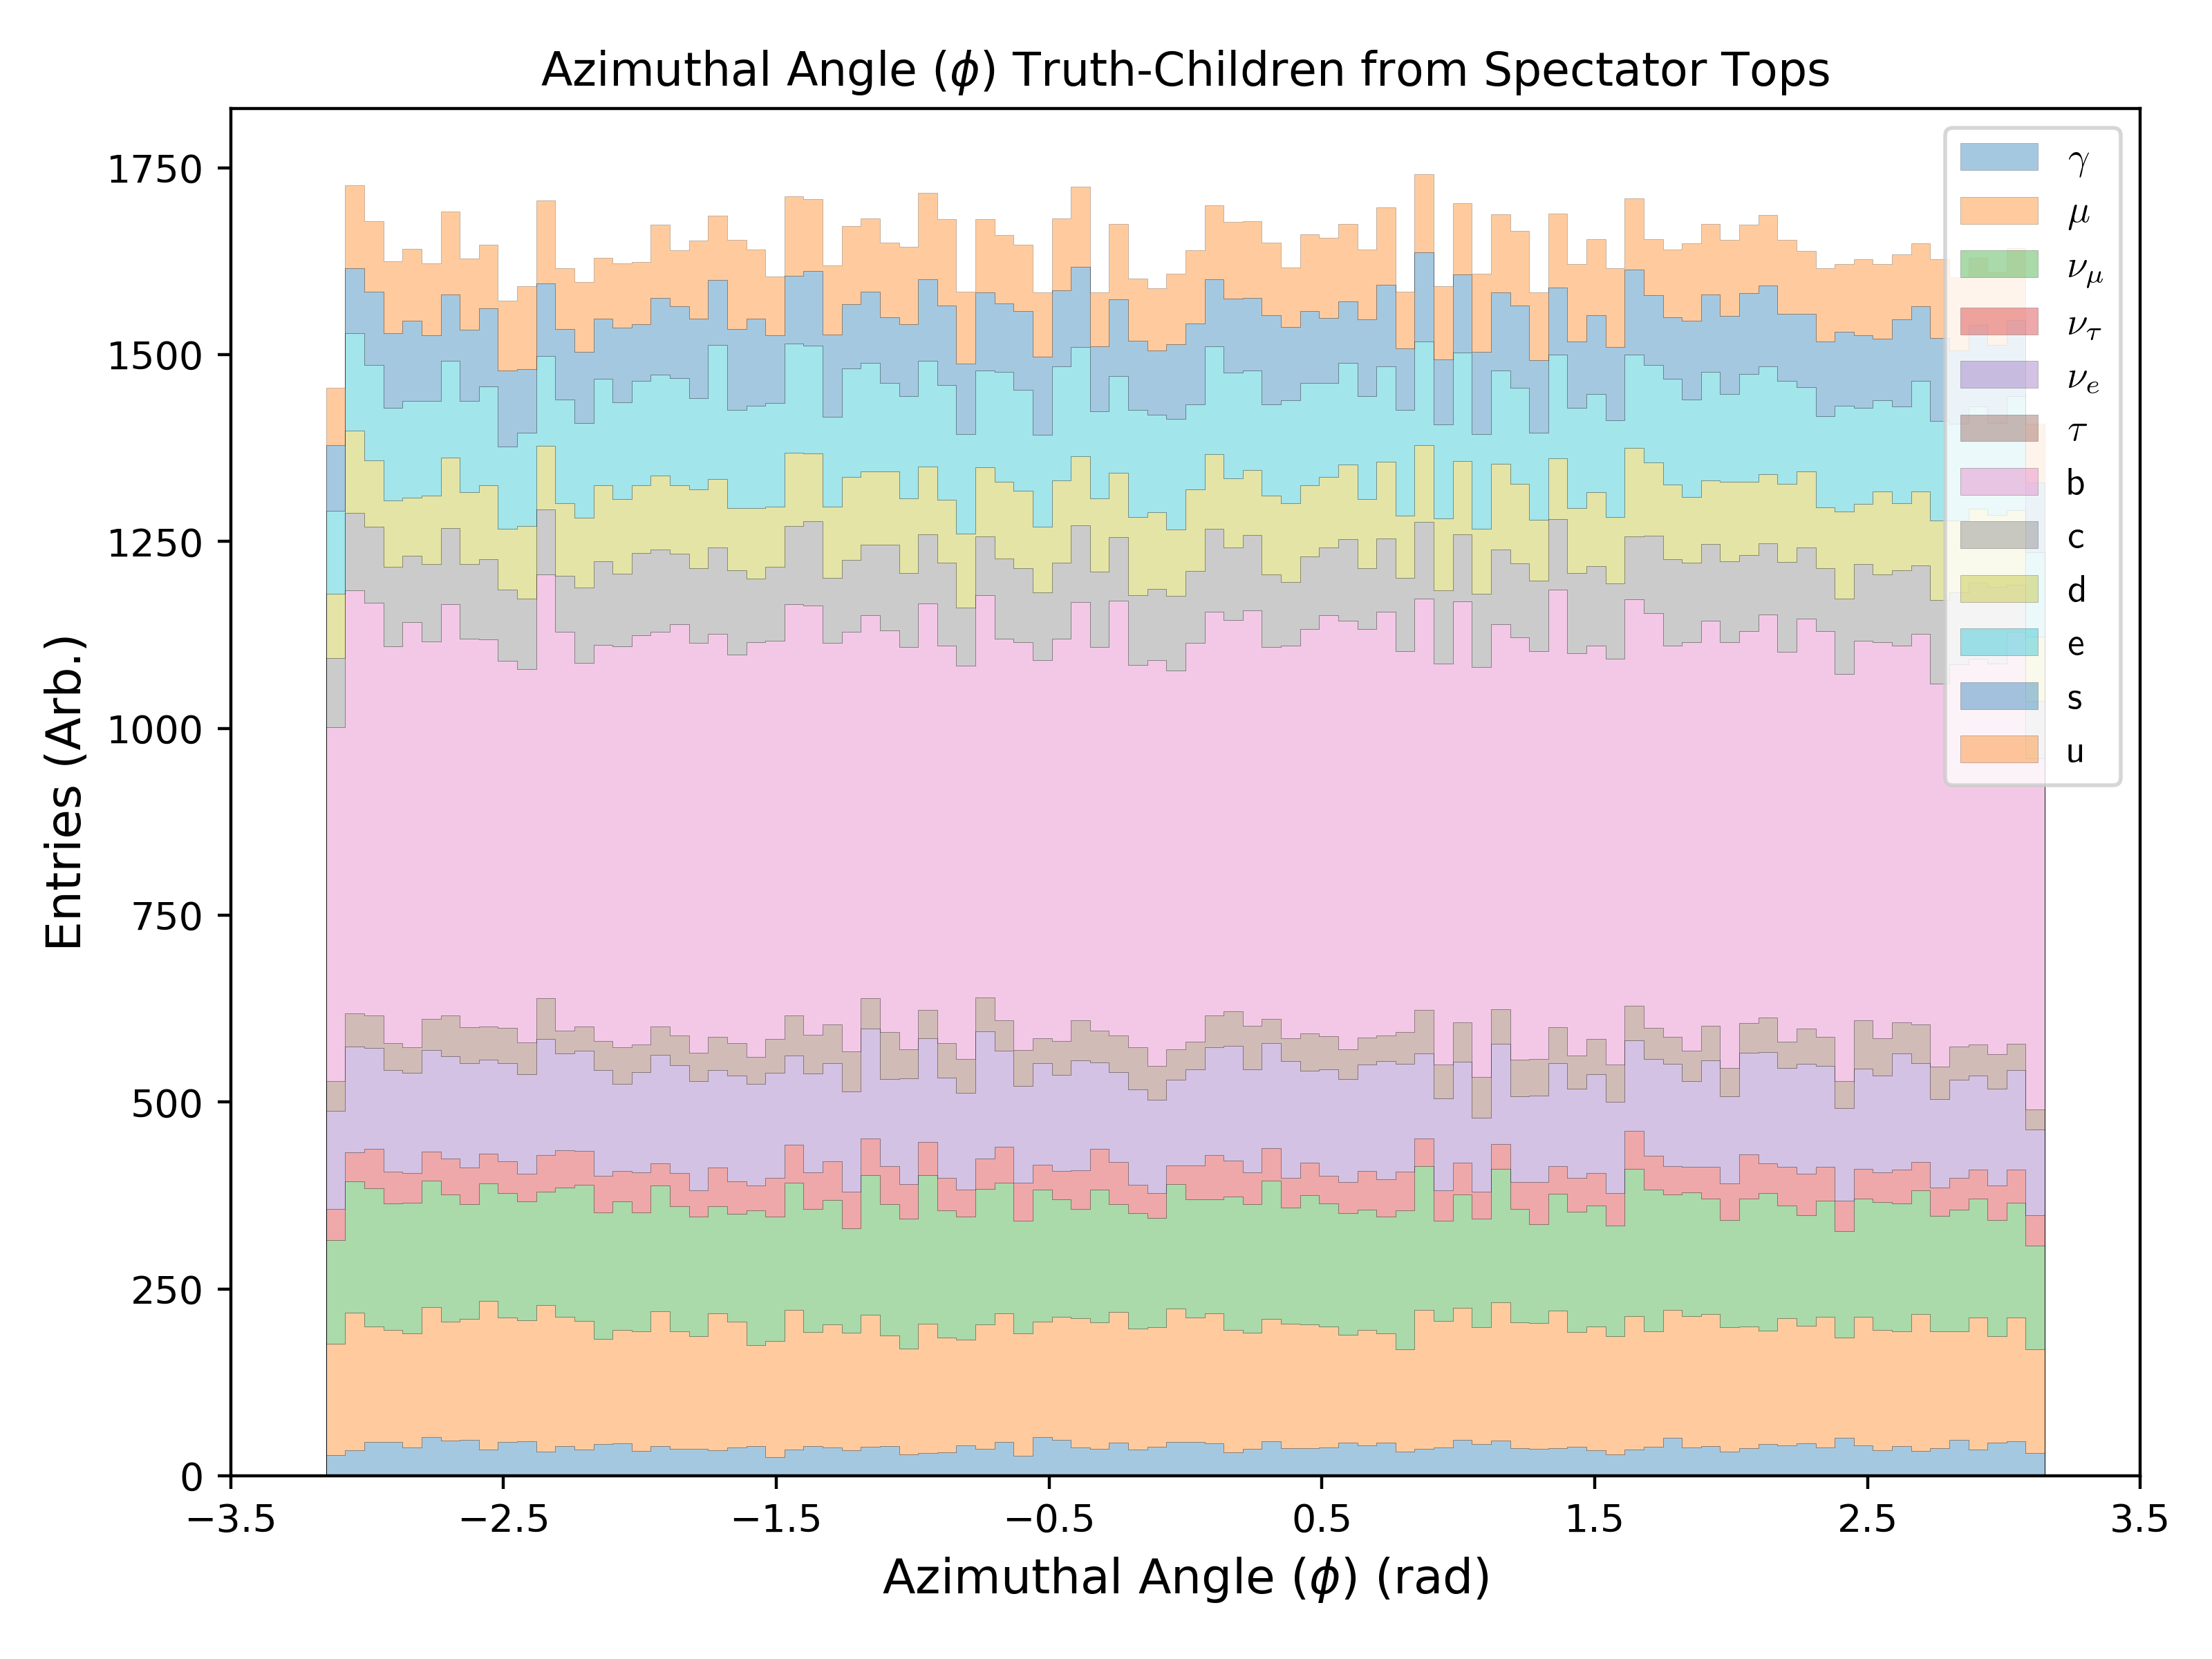 Azimuthal Angle (ϕ) Truth-Children from Spectator Tops
1750
1500
1250
1000
750
500
250
0
Entries (Arb.)
−3.5 −2.5 −1.5 −0.5 0.5 1.5 2.5 3.5
Azimuthal Angle (ϕ) (rad)
γ
μ
ν_μ
ν_τ
ν_e
τ
b
c
d
e
s
u